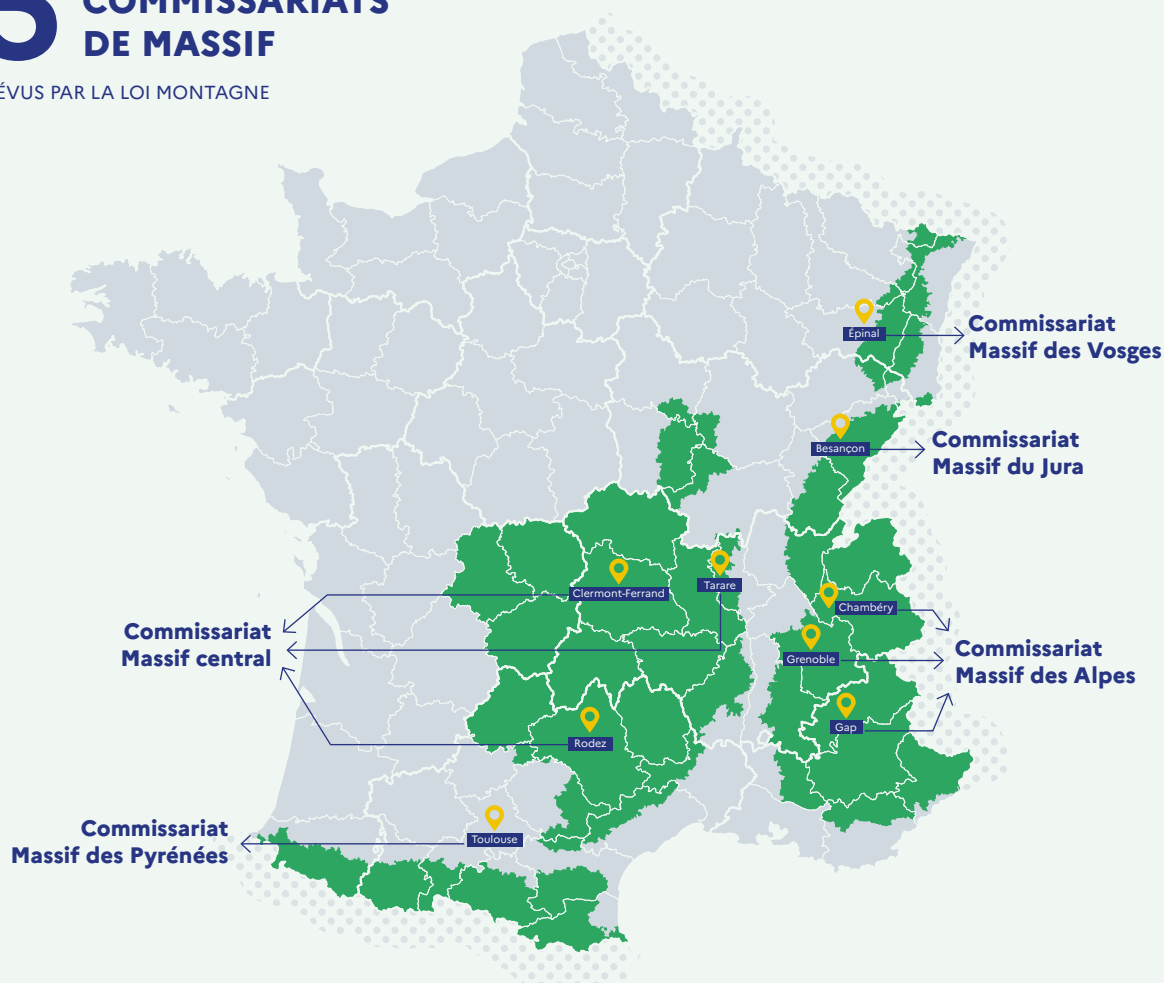 5
COMMISSARIATS
DE MASSIF
ÉVUS PAR LA LOI MONTAGNE
Épinal
Commissariat
Massif des Vosges
Besançon
Commissariat
Massif du Jura
Clermont-Ferrand
Tarare
Chambéry
Commissariat
Massif central
Grenoble
Commissariat
Massif des Alpes
Gap
Rodez
Commissariat
Massif des Pyrénées
Toulouse